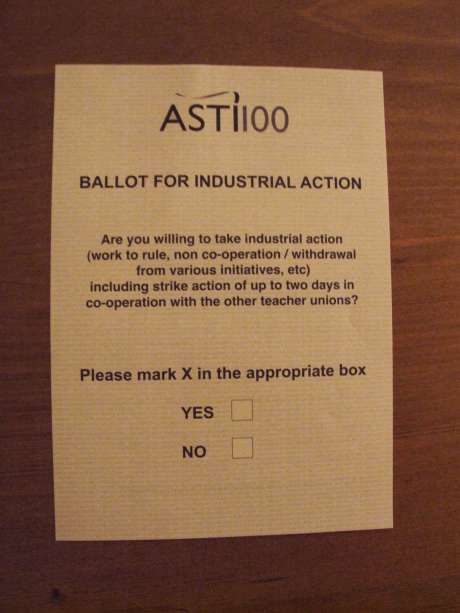 ASTI100
BALLOT FOR INDUSTRIAL ACTION
Are you willing to take industrial action
(work to rule, non co-operation / withdrawal
from various initiatives, etc)
including strike action of up to two days in
co-operation with the other teacher unions?
Please mark X in the appropriate box
YES
NO